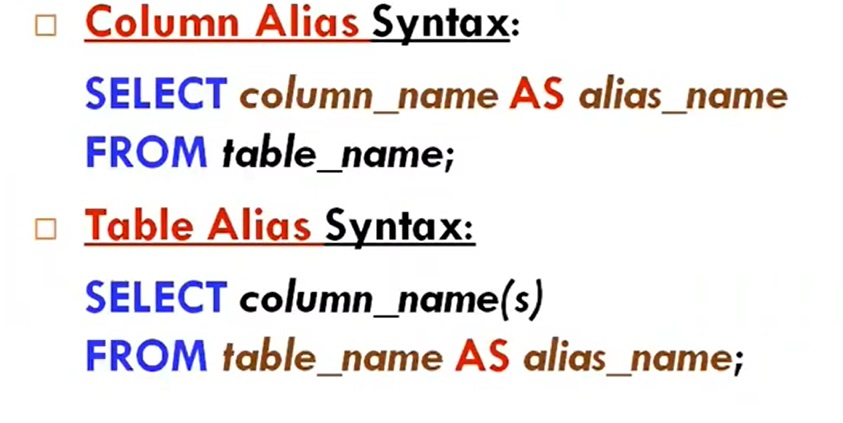 Column Alias Syntax:
SELECT column_name AS alias_name
FROM table_name;
Table Alias Syntax:
SELECT column_name(s)
FROM table_name AS alias_name;